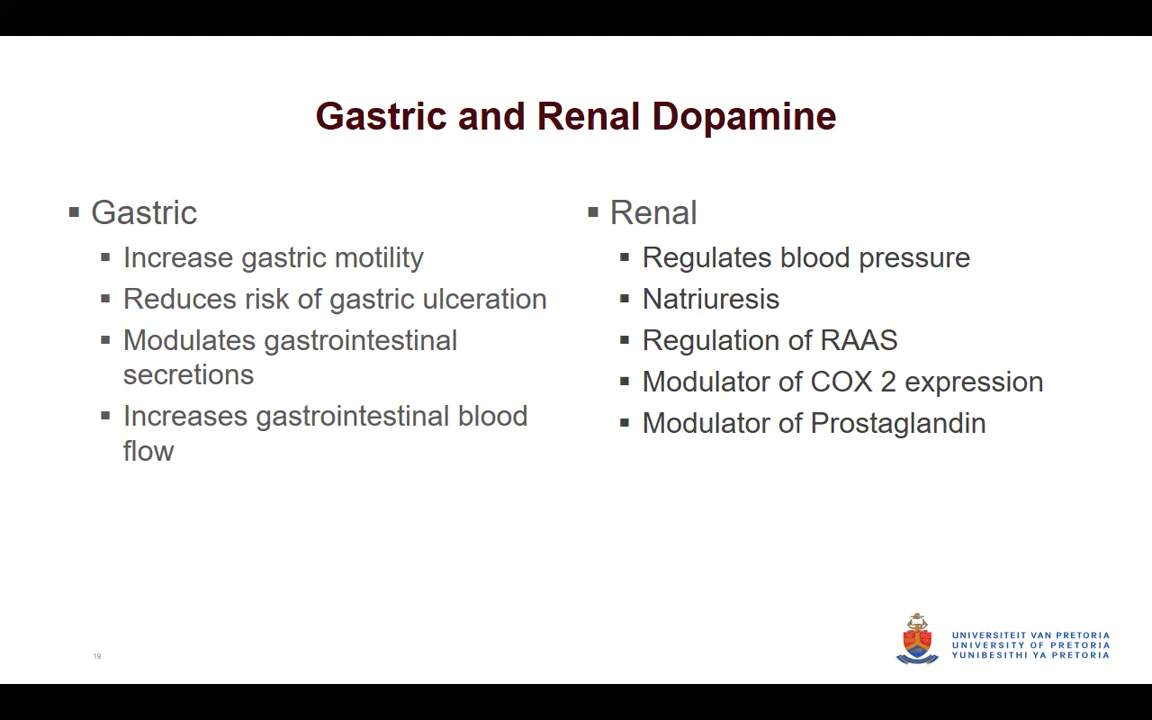 Gastric and Renal Dopamine
▪ Gastric
▪ Increase gastric motility
▪ Reduces risk of gastric ulceration
▪ Modulates gastrointestinal
secretions
▪ Increases gastrointestinal blood
flow
▪ Renal
▪ Regulates blood pressure
▪ Natriuresis
▪ Regulation of RAAS
▪ Modulator of COX 2 expression
▪ Modulator of Prostaglandin
19
UNIVERSITEIT VAN PRETORIA
UNIVERSITY OF PRETORIA
YUNIBESITHI YA PRETORIA